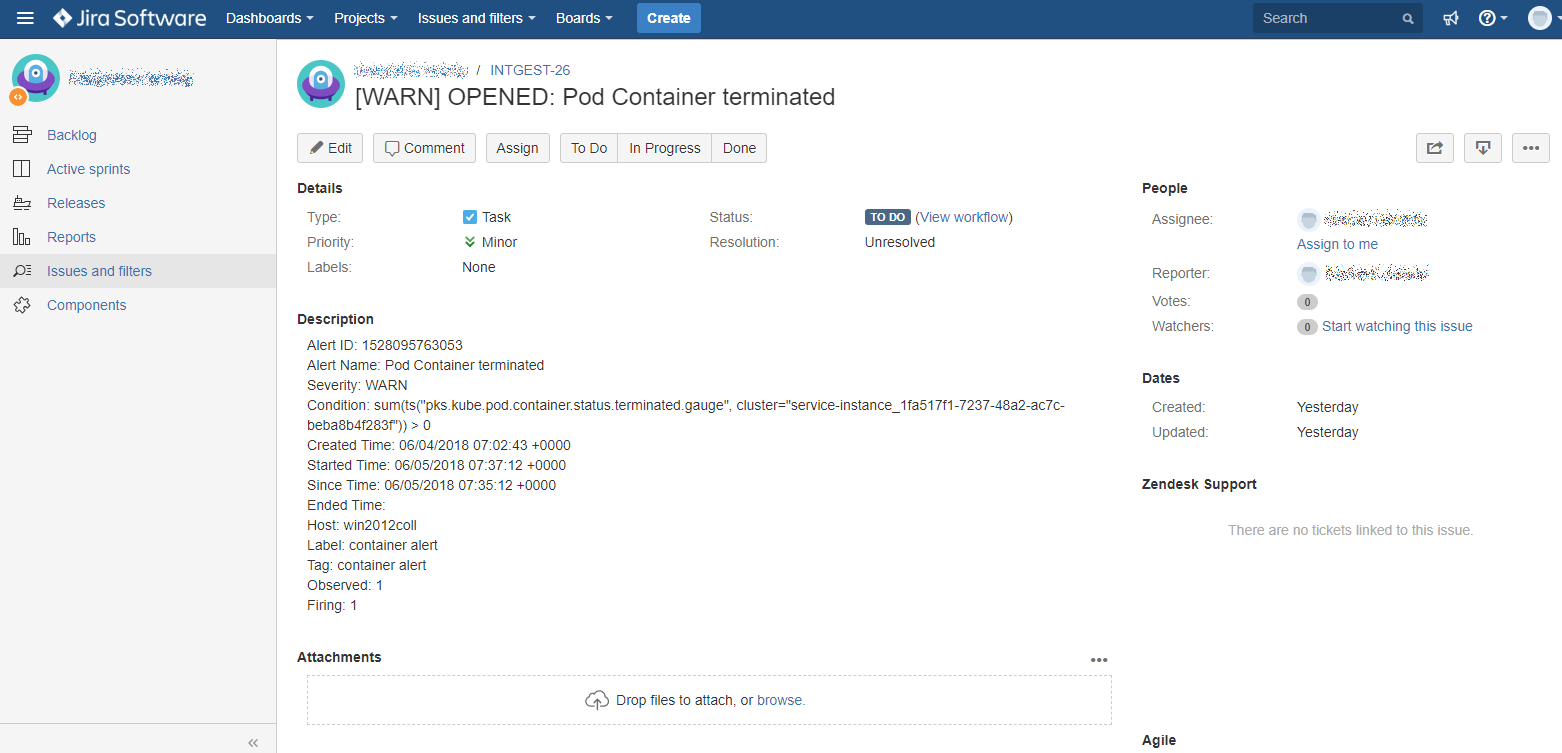 Jira Software Dashboards Projects Issues and filters Boards Create Search
/ INTGEST-26
[WARN] OPENED: Pod Container terminated
Backlog
Active sprints
Releases
Reports
Issues and filters
Components
«
Edit Comment Assign To Do In Progress Done
Details
Type: Task Status: TO DO (View workflow)
Priority: Minor Resolution: Unresolved
Labels: None
Description
Alert ID: 1528095763053
Alert Name: Pod Container terminated
Severity: WARN
Condition: sum(ts("pks.kube.pod.container.status.terminated.gauge", cluster="service-instance_1fa517f1-7237-48a2-ac7c-
beba8b4f283f")) > 0
Created Time: 06/04/2018 07:02:43 +0000
Started Time: 06/05/2018 07:37:12 +0000
Since Time: 06/05/2018 07:35:12 +0000
Ended Time:
Host: win2012coll
Label: container alert
Tag: container alert
Observed: 1
Firing: 1
Attachments
Drop files to attach, or browse.
People
Assignee:
Assign to me
Reporter:
Votes: 0
Watchers: 0 Start watching this issue
Dates
Created: Yesterday
Updated: Yesterday
Zendesk Support
There are no tickets linked to this issue.
Agile